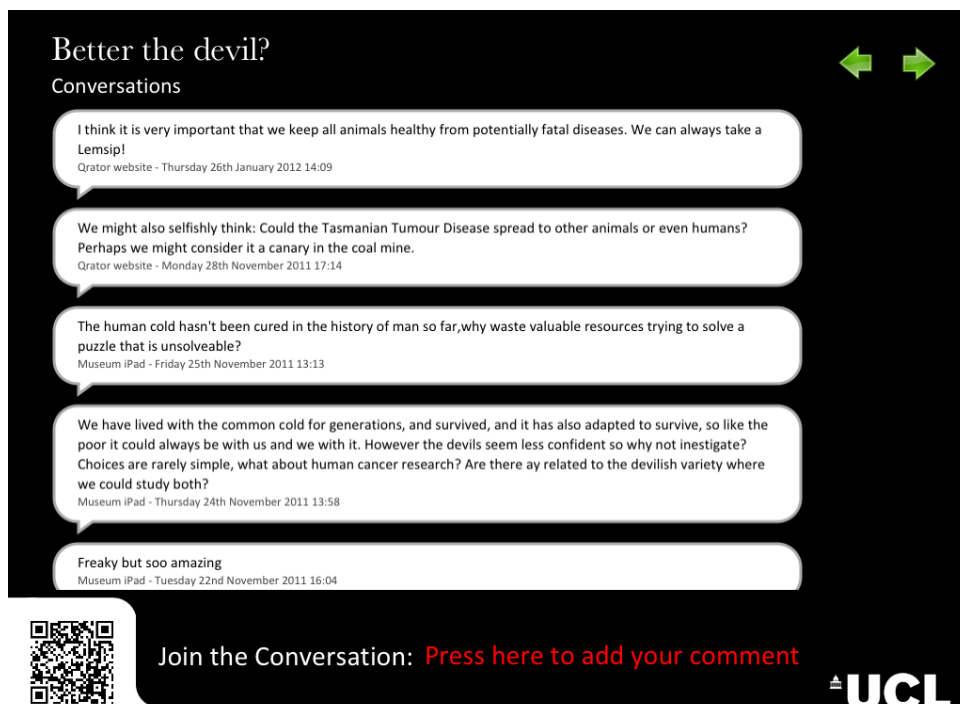 Better the devil?
Conversations
I think it is very important that we keep all animals healthy from potentially fatal diseases. We can always take a
Lemsip!
Qrator website - Thursday 26th January 2012 14:09
We might also selfishly think: Could the Tasmanian Tumour Disease spread to other animals or even humans?
Perhaps we might consider it a canary in the coal mine.
Qrator website - Monday 28th November 2011 17:14
The human cold hasn't been cured in the history of man so far,why waste valuable resources trying to solve a
puzzle that is unsolveable?
Museum iPad - Friday 25th November 2011 13:13
We have lived with the common cold for generations, and survived, and it has also adapted to survive, so like the
poor it could always be with us and we with it. However the devils seem less confident so why not inestigate?
Choices are rarely simple, what about human cancer research? Are there ay related to the devilish variety where
we could study both?
Museum iPad - Thursday 24th November 2011 13:58
Freaky but soo amazing
Museum iPad - Tuesday 22nd November 2011 16:04
Join the Conversation: Press here to add your comment
UCL